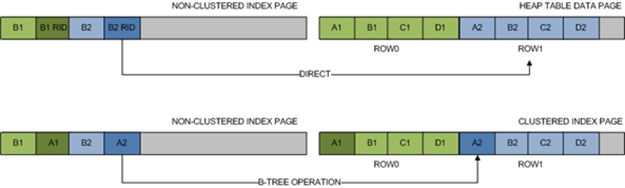 NON-CLUSTERED INDEX PAGE HEAP TABLE DATA PAGE
B1 B1 RID B2 B2 RID A1 B1 C1 D1 A2 B2 C2 D2
ROW0 ROW1
DIRECT
NON-CLUSTERED INDEX PAGE CLUSTERED INDEX PAGE
B1 A1 B2 A2 A1 B1 C1 D1 A2 B2 C2 D2
ROW0 ROW1
B-TREE OPERATION